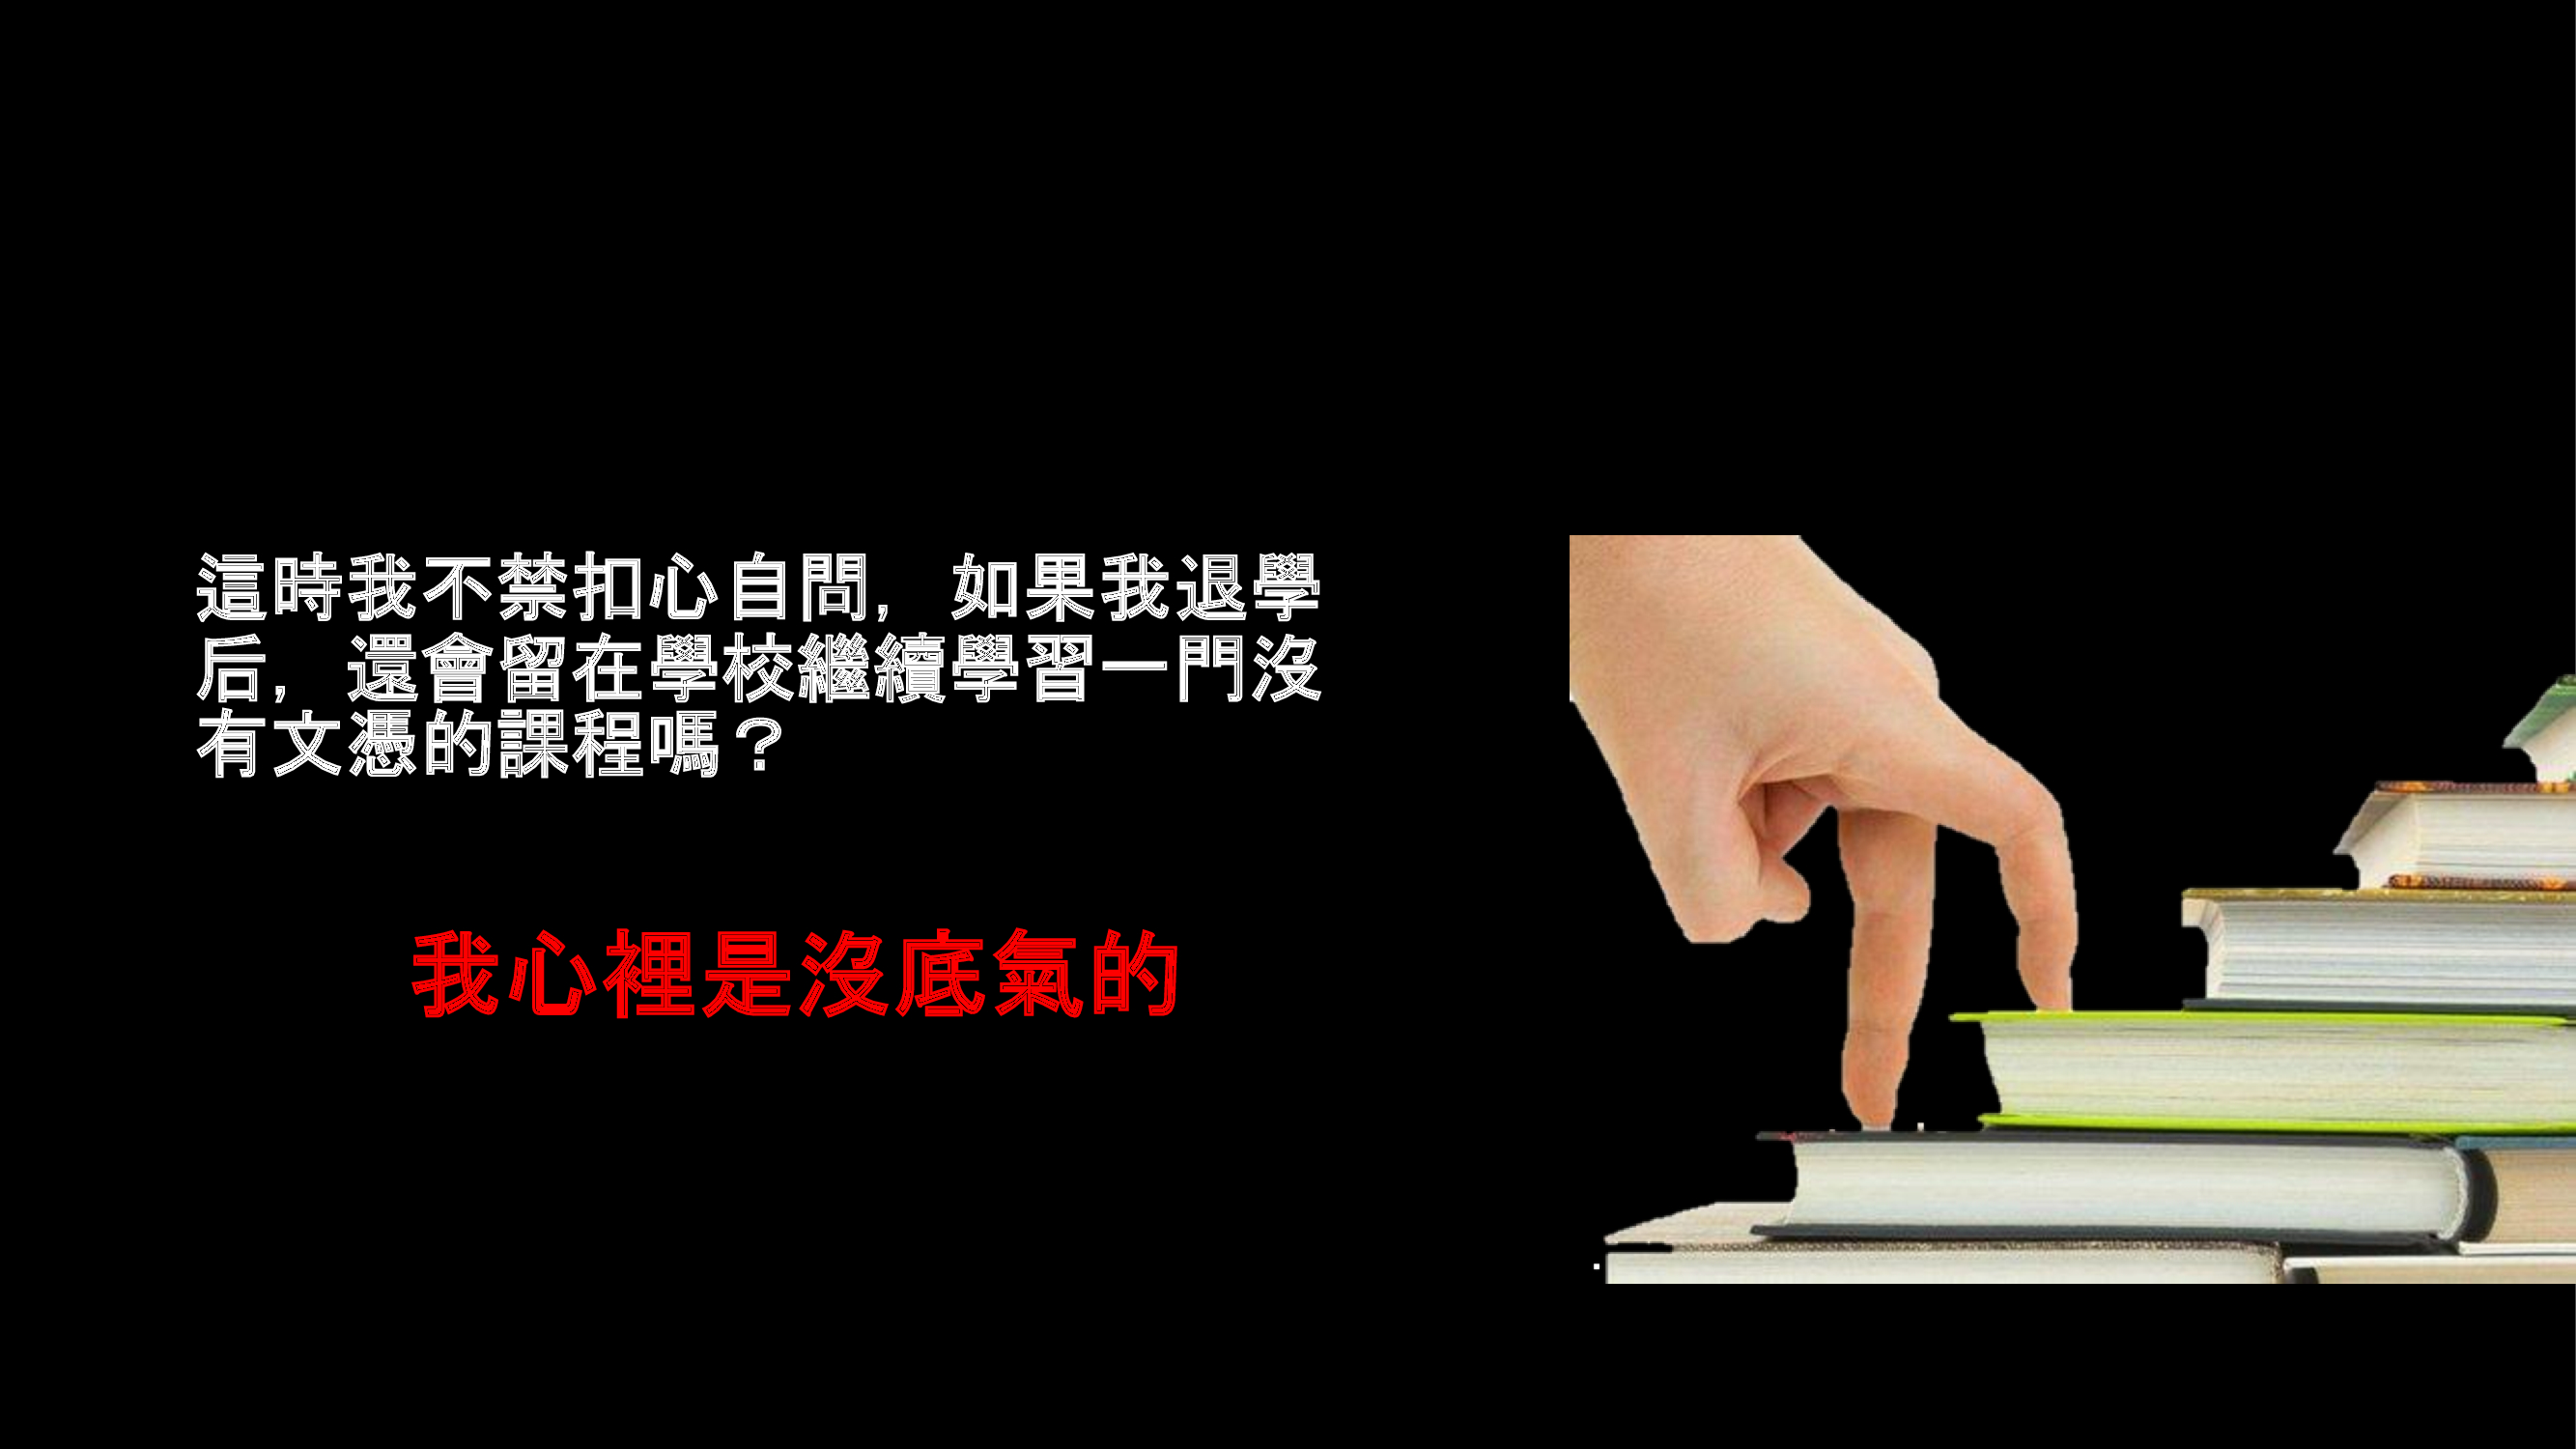 這時我不禁扣心自問，如果我退學
后，還會留在學校繼續學習一門沒
有文憑的課程嗎？
我心裡是沒底氣的